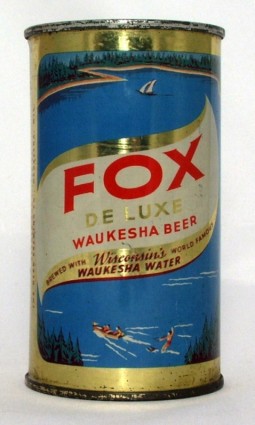 FOX
DE LUXE
WAUKESHA BEER
BREWED WITH Wisconsin's WORLD FAMOUS
WAUKESHA WATER